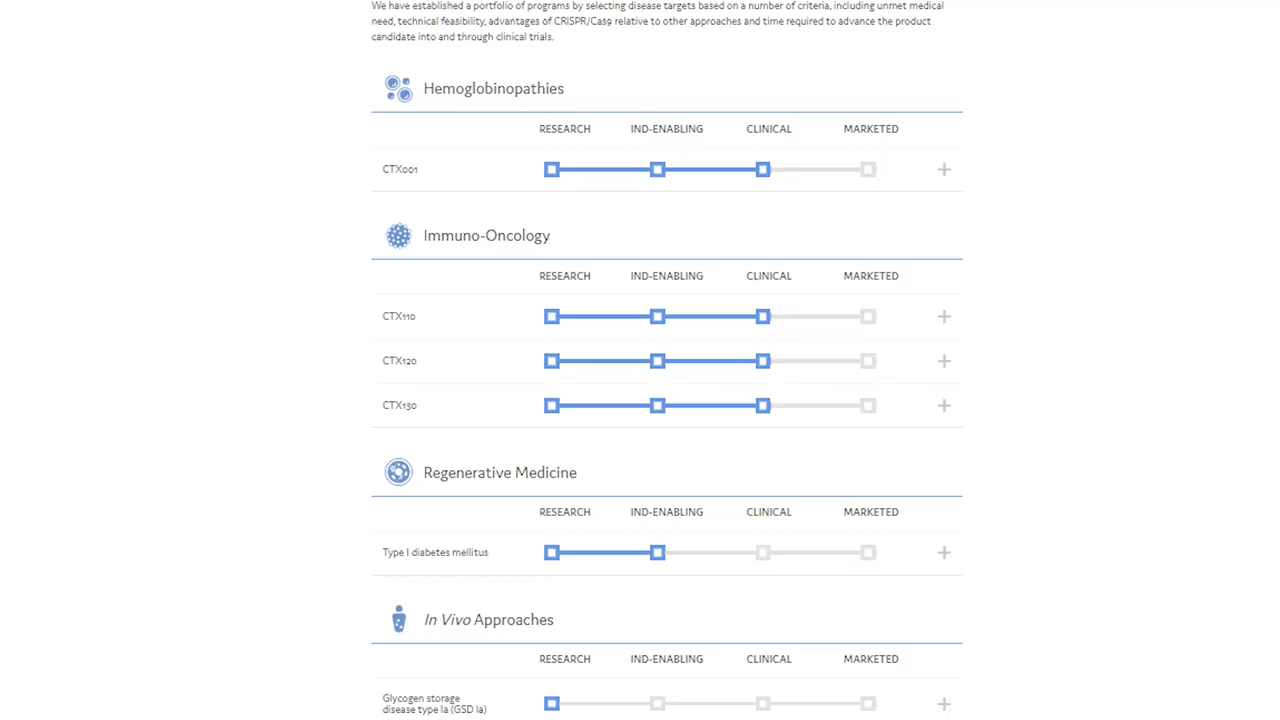 We have established a portfolio of programs by selecting disease targets based on a number of criteria, including unmet medical
need, technical feasibility, advantages of CRISPR/Cas9 relative to other approaches and time required to advance the product
candidate into and through clinical trials.
Hemoglobinopathies
RESEARCH IND-ENABLING CLINICAL MARKETED
CTX001 +
Immuno-Oncology
RESEARCH IND-ENABLING CLINICAL MARKETED
CTX110 +
CTX120 +
CTX130 +
Regenerative Medicine
RESEARCH IND-ENABLING CLINICAL MARKETED
Type I diabetes mellitus +
In Vivo Approaches
RESEARCH IND-ENABLING CLINICAL MARKETED
Glycogen storage
disease type Ia (GSD Ia) +